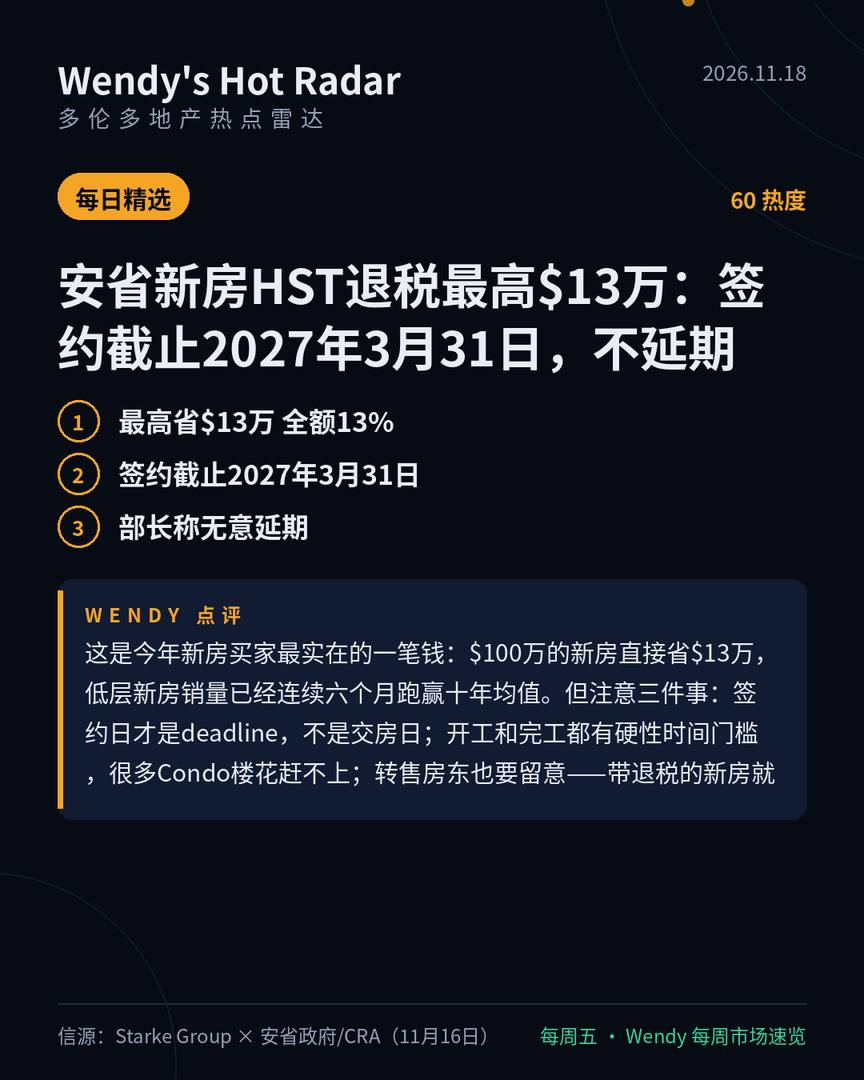 Wendy's Hot Radar
2026.11.18
多伦多地产热点雷达
每日精选
60 热度
安省新房HST退税最高$13万：签
约截止2027年3月31日，不延期
1 最高省$13万 全额13%
2 签约截止2027年3月31日
3 部长称无意延期
WENDY 点评
这是今年新房买家最实在的一笔钱：$100万的新房直接省$13万，
低层新房销量已经连续六个月跑赢十年均值。但注意三件事：签
约日才是deadline，不是交房日；开工和完工都有硬性时间门槛
，很多Condo楼花赶不上；转售房东也要留意——带退税的新房就
信源：Starke Group × 安省政府/CRA（11月16日）
每周五 · Wendy 每周市场速览